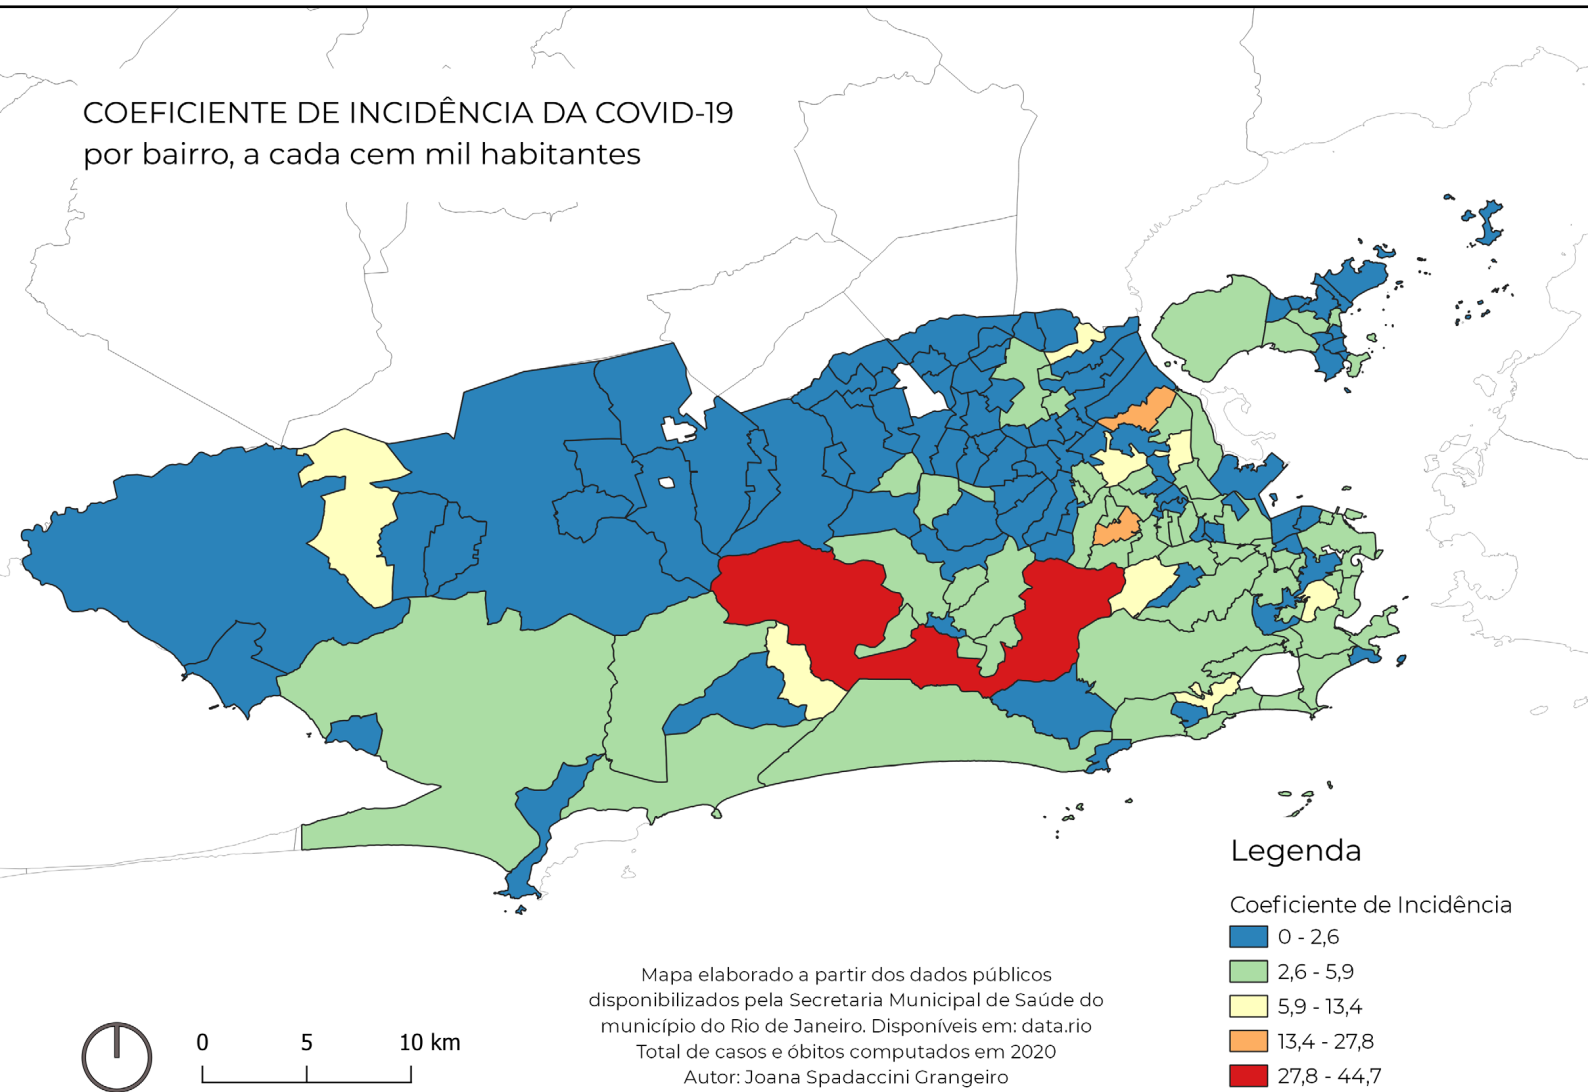 COEFICIENTE DE INCIDÊNCIA DA COVID-19
por bairro, a cada cem mil habitantes
Legenda
Coeficiente de Incidência
0 - 2,6
2,6 - 5,9
5,9 - 13,4
13,4 - 27,8
27,8 - 44,7
Mapa elaborado a partir dos dados públicos
disponibilizados pela Secretaria Municipal de Saúde do
município do Rio de Janeiro. Disponíveis em: data.rio
Total de casos e óbitos computados em 2020
Autor: Joana Spadaccini Grangeiro
0 5 10 km